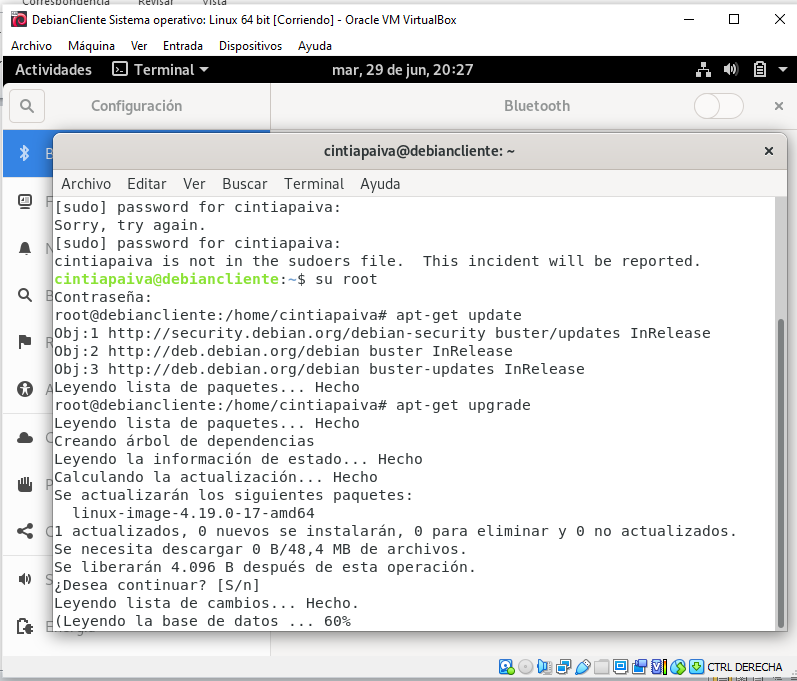 Correspondencia Revisar Vista
DebianCliente Sistema operativo: Linux 64 bit [Corriendo] - Oracle VM VirtualBox
Archivo Máquina Ver Entrada Dispositivos Ayuda
Actividades Terminal mar, 29 de jun, 20:27
Configuración Bluetooth
cintiapaiva@debiancliente: ~
Archivo Editar Ver Buscar Terminal Ayuda
[sudo] password for cintiapaiva:
Sorry, try again.
[sudo] password for cintiapaiva:
cintiapaiva is not in the sudoers file.  This incident will be reported.
cintiapaiva@debiancliente:~$ su root
Contraseña:
root@debiancliente:/home/cintiapaiva# apt-get update
Obj:1 http://security.debian.org/debian-security buster/updates InRelease
Obj:2 http://deb.debian.org/debian buster InRelease
Obj:3 http://deb.debian.org/debian buster-updates InRelease
Leyendo lista de paquetes... Hecho
root@debiancliente:/home/cintiapaiva# apt-get upgrade
Leyendo lista de paquetes... Hecho
Creando árbol de dependencias
Leyendo la información de estado... Hecho
Calculando la actualización... Hecho
Se actualizarán los siguientes paquetes:
  linux-image-4.19.0-17-amd64
1 actualizados, 0 nuevos se instalarán, 0 para eliminar y 0 no actualizados.
Se necesita descargar 0 B/48,4 MB de archivos.
Se liberarán 4.096 B después de esta operación.
¿Desea continuar? [S/n]
Leyendo lista de cambios... Hecho.
(Leyendo la base de datos ... 60%
Energía
CTRL DERECHA